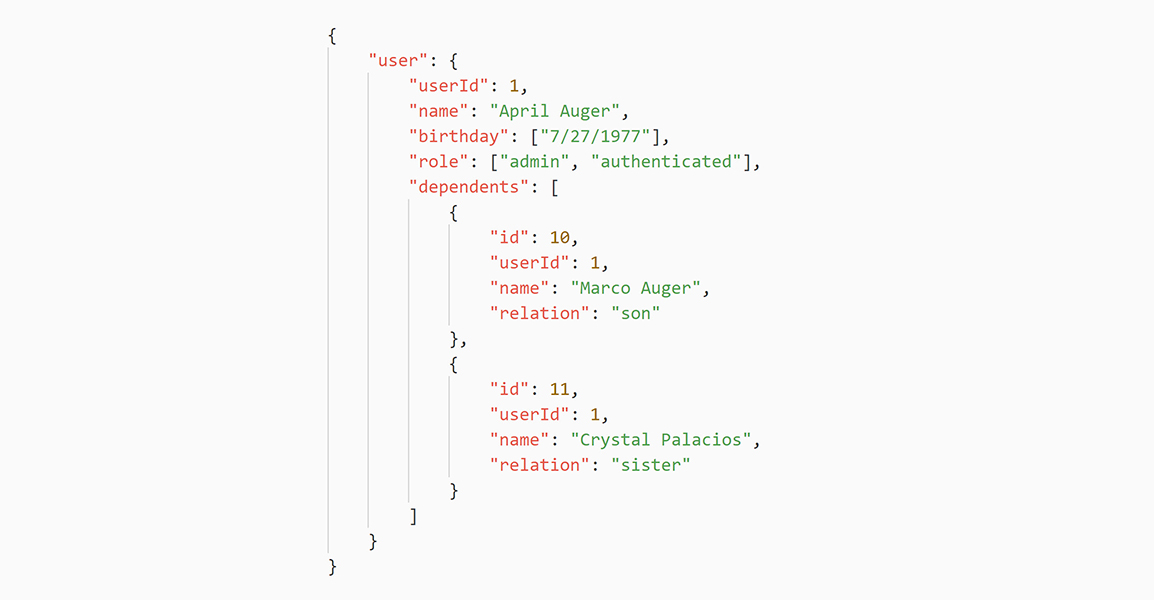 {
    "user": {
        "userId": 1,
        "name": "April Auger",
        "birthday": ["7/27/1977"],
        "role": ["admin", "authenticated"],
        "dependents": [
            {
                "id": 10,
                "userId": 1,
                "name": "Marco Auger",
                "relation": "son"
            },
            {
                "id": 11,
                "userId": 1,
                "name": "Crystal Palacios",
                "relation": "sister"
            }
        ]
    }
}